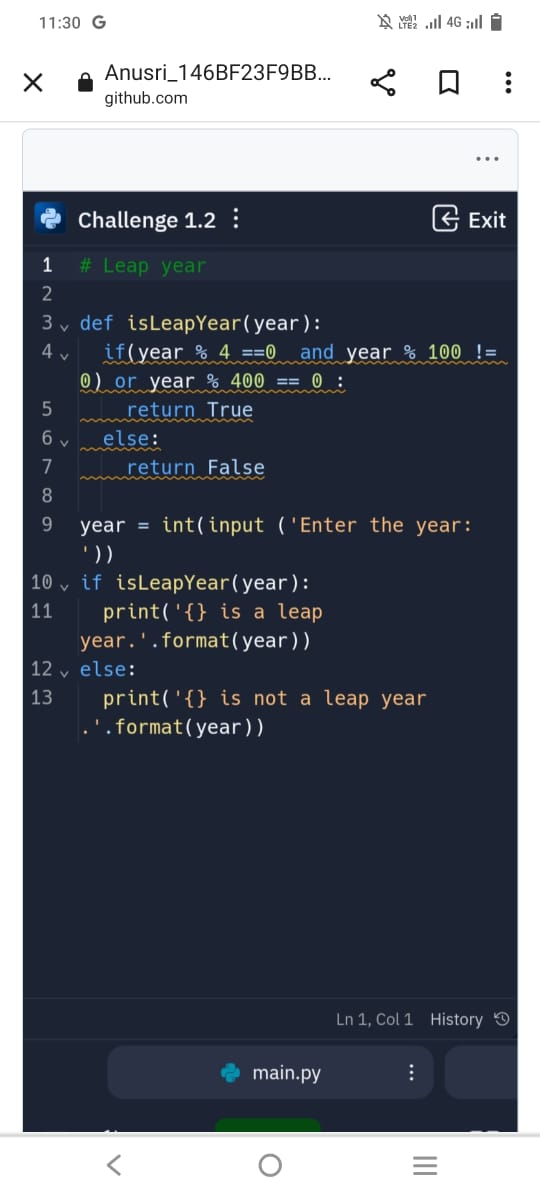 11:30 G
Vo1) LTE2 4G
Anusri_146BF23F9BB...
github.com
...
Challenge 1.2
Exit
1 # Leap year
2
3 def isLeapYear(year):
4 if(year % 4 ==0  and year % 100 !=
0) or year % 400 == 0 :
5 return True
6 else:
7 return False
8
9 year = int(input ('Enter the year:
'))
10 if isLeapYear(year):
11 print('{} is a leap
year.'.format(year))
12 else:
13 print('{} is not a leap year
.'.format(year))
Ln 1, Col 1 History
main.py